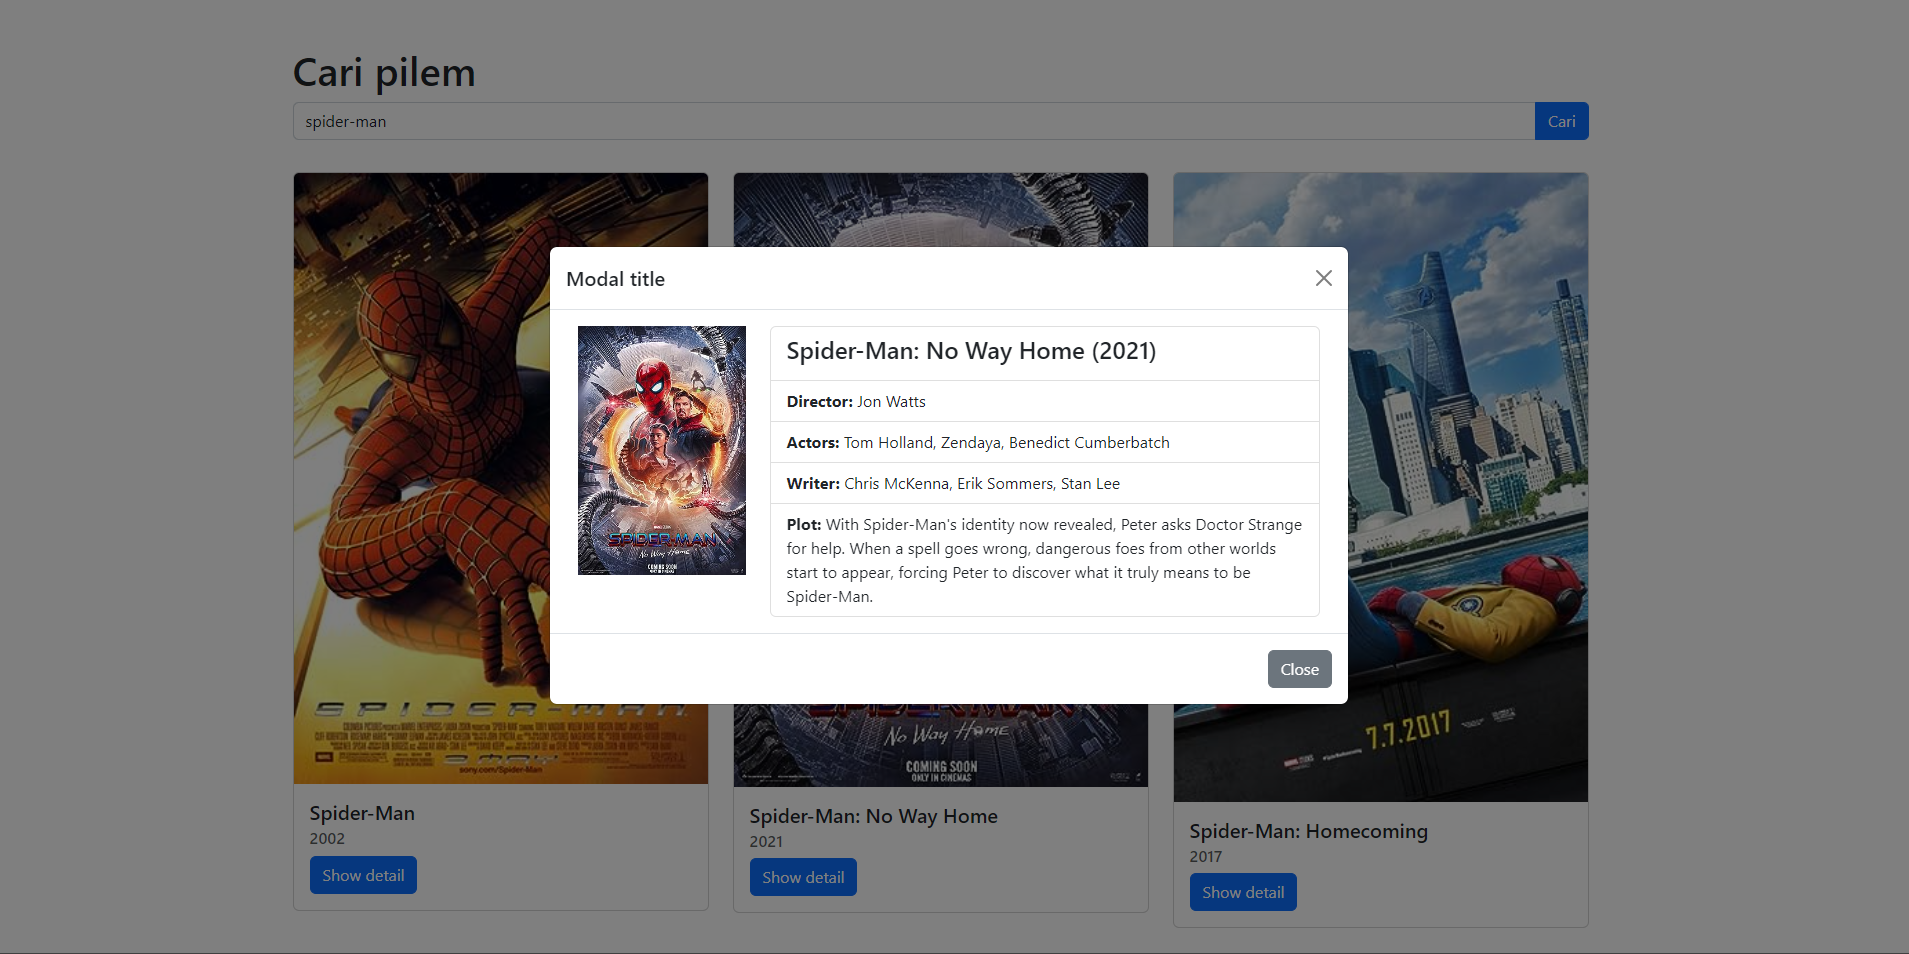 Cari pilem
spider-man
Cari
Modal title
Spider-Man: No Way Home (2021)
Director: Jon Watts
Actors: Tom Holland, Zendaya, Benedict Cumberbatch
Writer: Chris McKenna, Erik Sommers, Stan Lee
Plot: With Spider-Man's identity now revealed, Peter asks Doctor Strange
for help. When a spell goes wrong, dangerous foes from other worlds
start to appear, forcing Peter to discover what it truly means to be
Spider-Man.
SPIDER-MAN
No Way Home
COMING SOON
ONLY IN CINEMAS
Close
SPIDER-MAN
sony.com/Spider-Man
No Way Home
COMING SOON
ONLY IN CINEMAS
7.7.2017
Spider-Man
2002
Show detail
Spider-Man: No Way Home
2021
Show detail
Spider-Man: Homecoming
2017
Show detail